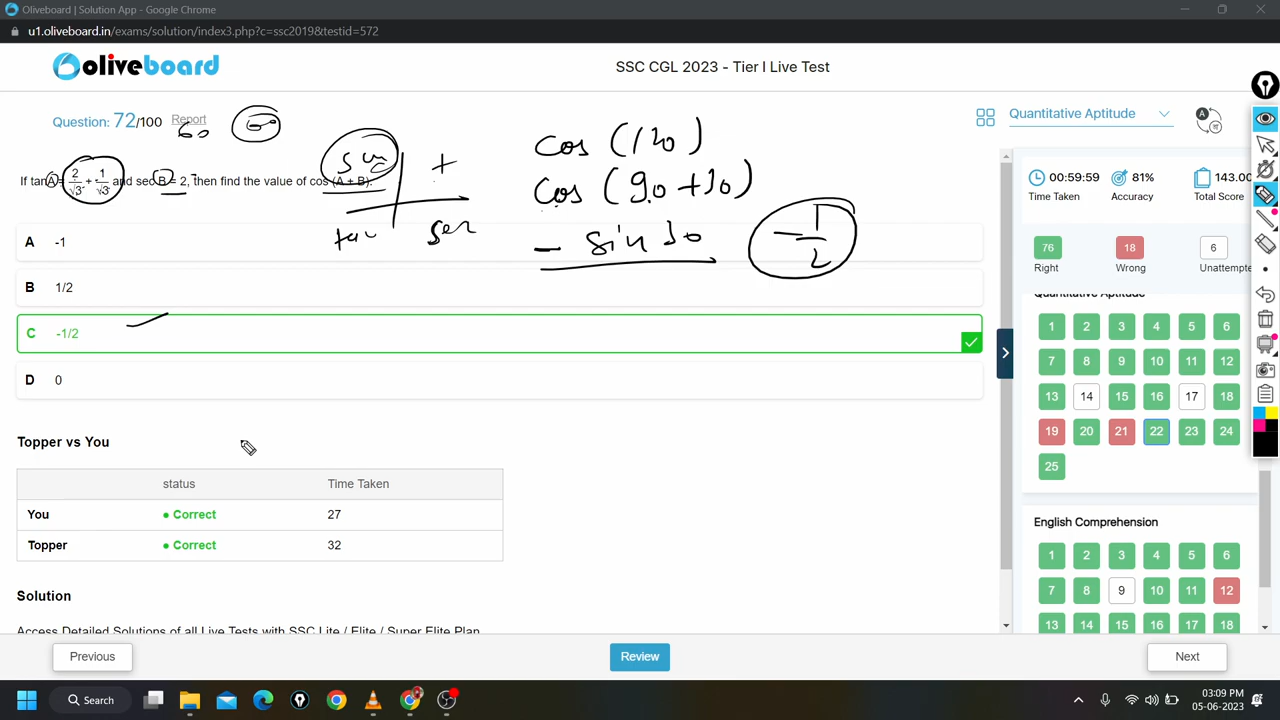 Oliveboard | Solution App - Google Chrome
u1.oliveboard.in/exams/solution/index3.php?c=ssc2019&testid=572
oliveboard
SSC CGL 2023 - Tier I Live Test
Question: 72/100 Report
60 60
If tanA = 2/√3 + 1/√3 and sec B = 2, then find the value of cos (A + B).
sin +
tan sec
cos (120)
cos (90 + 30)
- sin 30 -1/2
A -1
B 1/2
C -1/2
D 0
Topper vs You
status Time Taken
You ● Correct 27
Topper ● Correct 32
Solution
Access Detailed Solutions of all Live Tests with SSC Lite / Elite / Super Elite Plan
Previous Review Next
Quantitative Aptitude
A
00:59:59 81% 143.00
Time Taken Accuracy Total Score
76 18 6
Right Wrong Unattempte
Quantitative Aptitude
1 2 3 4 5 6
7 8 9 10 11 12
13 14 15 16 17 18
19 20 21 22 23 24
25
English Comprehension
1 2 3 4 5 6
7 8 9 10 11 12
13 14 15 16 17 18
Search
03:09 PM
05-06-2023